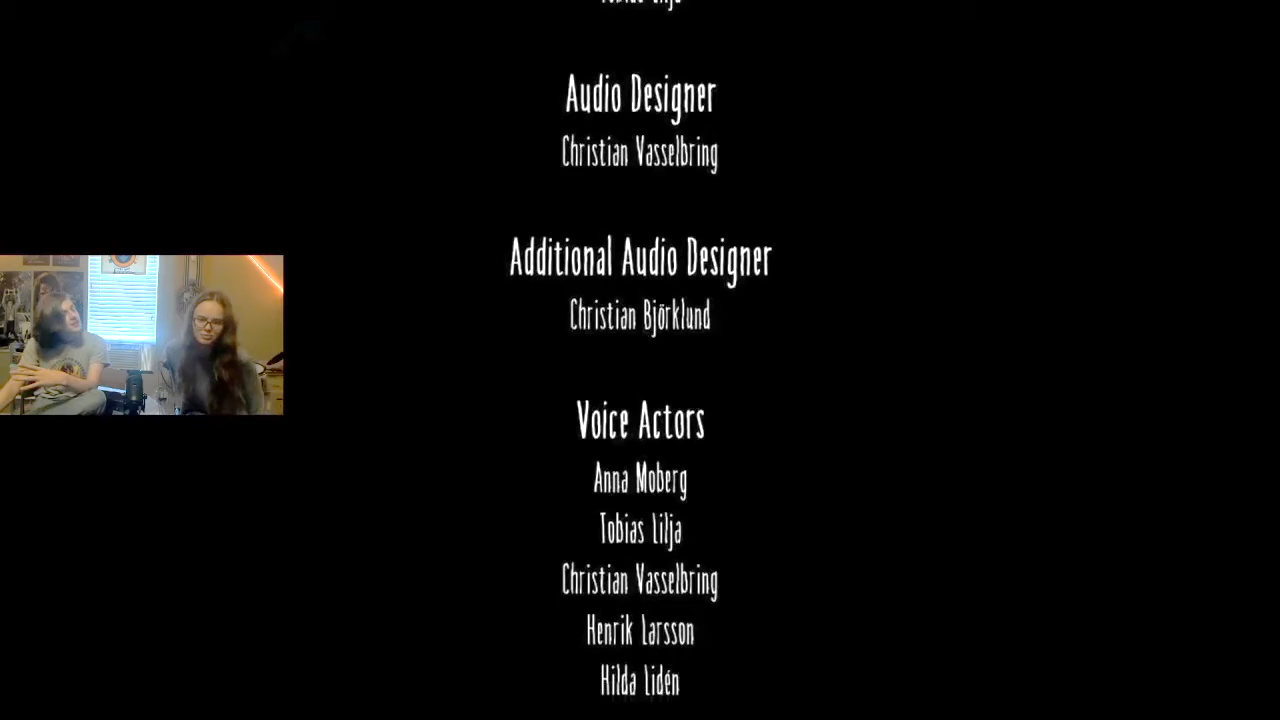 Audio Designer
Christian Vasselbring
Additional Audio Designer
Christian Björklund
Voice Actors
Anna Moberg
Tobias Lilja
Christian Vasselbring
Henrik Larsson
Hilda Lidén